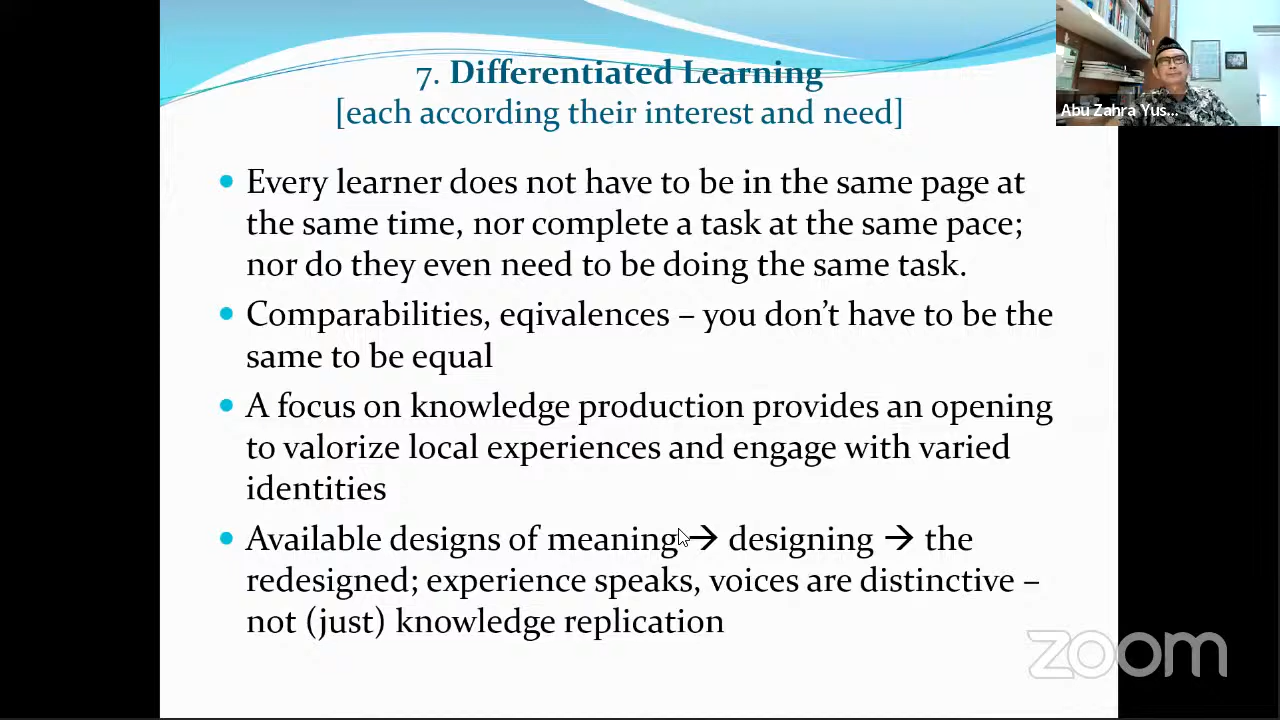 7. Differentiated Learning
[each according their interest and need]
Abu Zahra Yus...
• Every learner does not have to be in the same page at
the same time, nor complete a task at the same pace;
nor do they even need to be doing the same task.
• Comparabilities, eqivalences – you don't have to be the
same to be equal
• A focus on knowledge production provides an opening
to valorize local experiences and engage with varied
identities
• Available designs of meaning → designing → the
redesigned; experience speaks, voices are distinctive –
not (just) knowledge replication
zoom